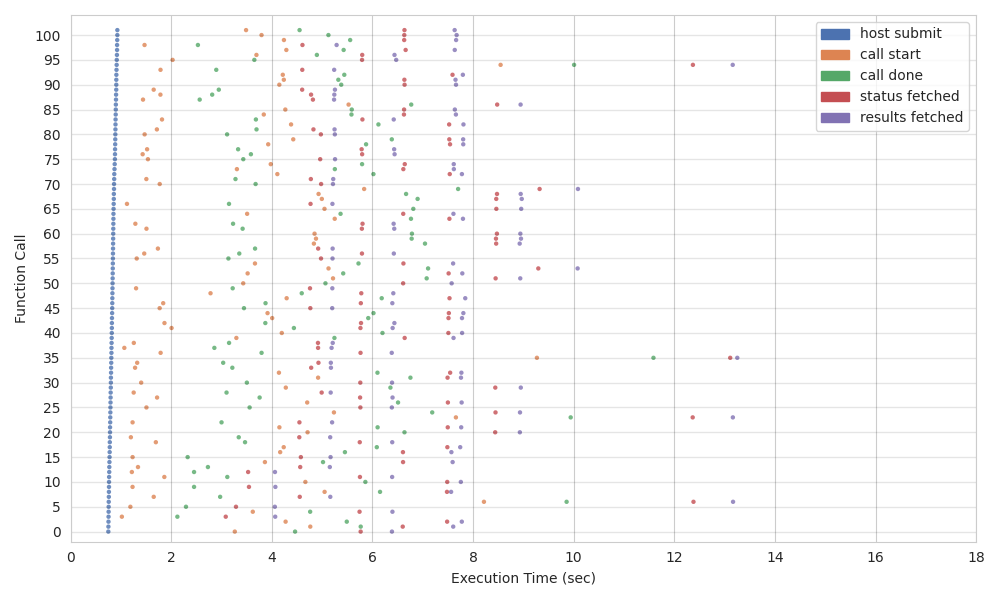 host submit
call start
call done
status fetched
results fetched
100
95
90
85
80
75
70
65
60
55
50
45
40
35
30
25
20
15
10
5
0
Function Call
0 2 4 6 8 10 12 14 16 18
Execution Time (sec)